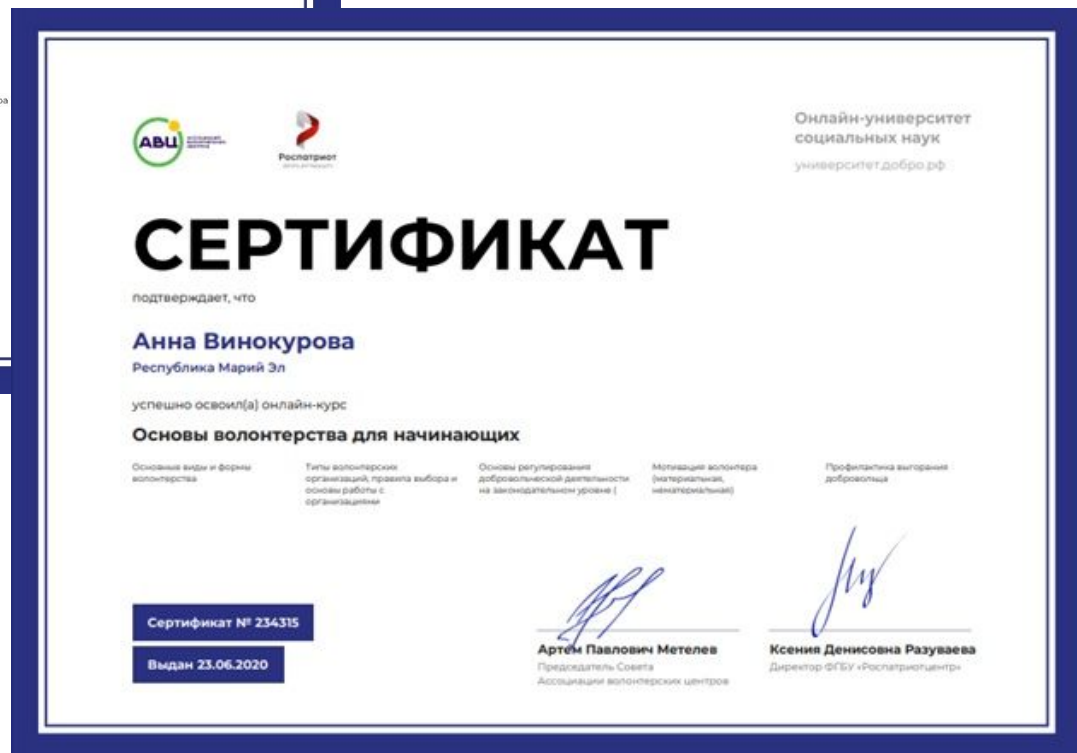 ра
АВЦ
Роспатриот
Онлайн-университет
социальных наук
университет.добро.рф
СЕРТИФИКАТ
подтверждает, что
Анна Винокурова
Республика Марий Эл
успешно освоил(а) онлайн-курс
Основы волонтерства для начинающих
Основные виды и формы
волонтерства
Типы волонтерских
организаций, правила выбора и
основы работы с
организациями
Основы регулирования
добровольческой деятельности
на законодательном уровне (
Мотивация волонтера
(материальная,
нематериальная)
Профилактика выгорания
добровольца
Сертификат № 234315
Выдан 23.06.2020
Артем Павлович Метелев
Председатель Совета
Ассоциации волонтерских центров
Ксения Денисовна Разуваева
Директор ФГБУ «Роспатриотцентр»